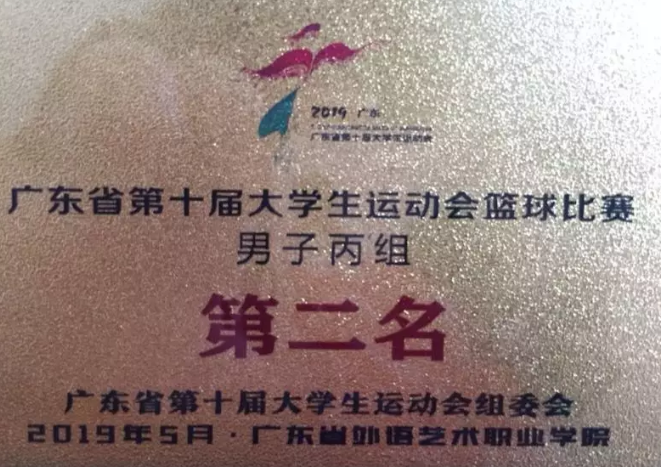 2019·广东
广东省第十届大学生运动会
广东省第十届大学生运动会篮球比赛
男子丙组
第二名
广东省第十届大学生运动会组委会
2019年5月·广东省外语艺术职业学院